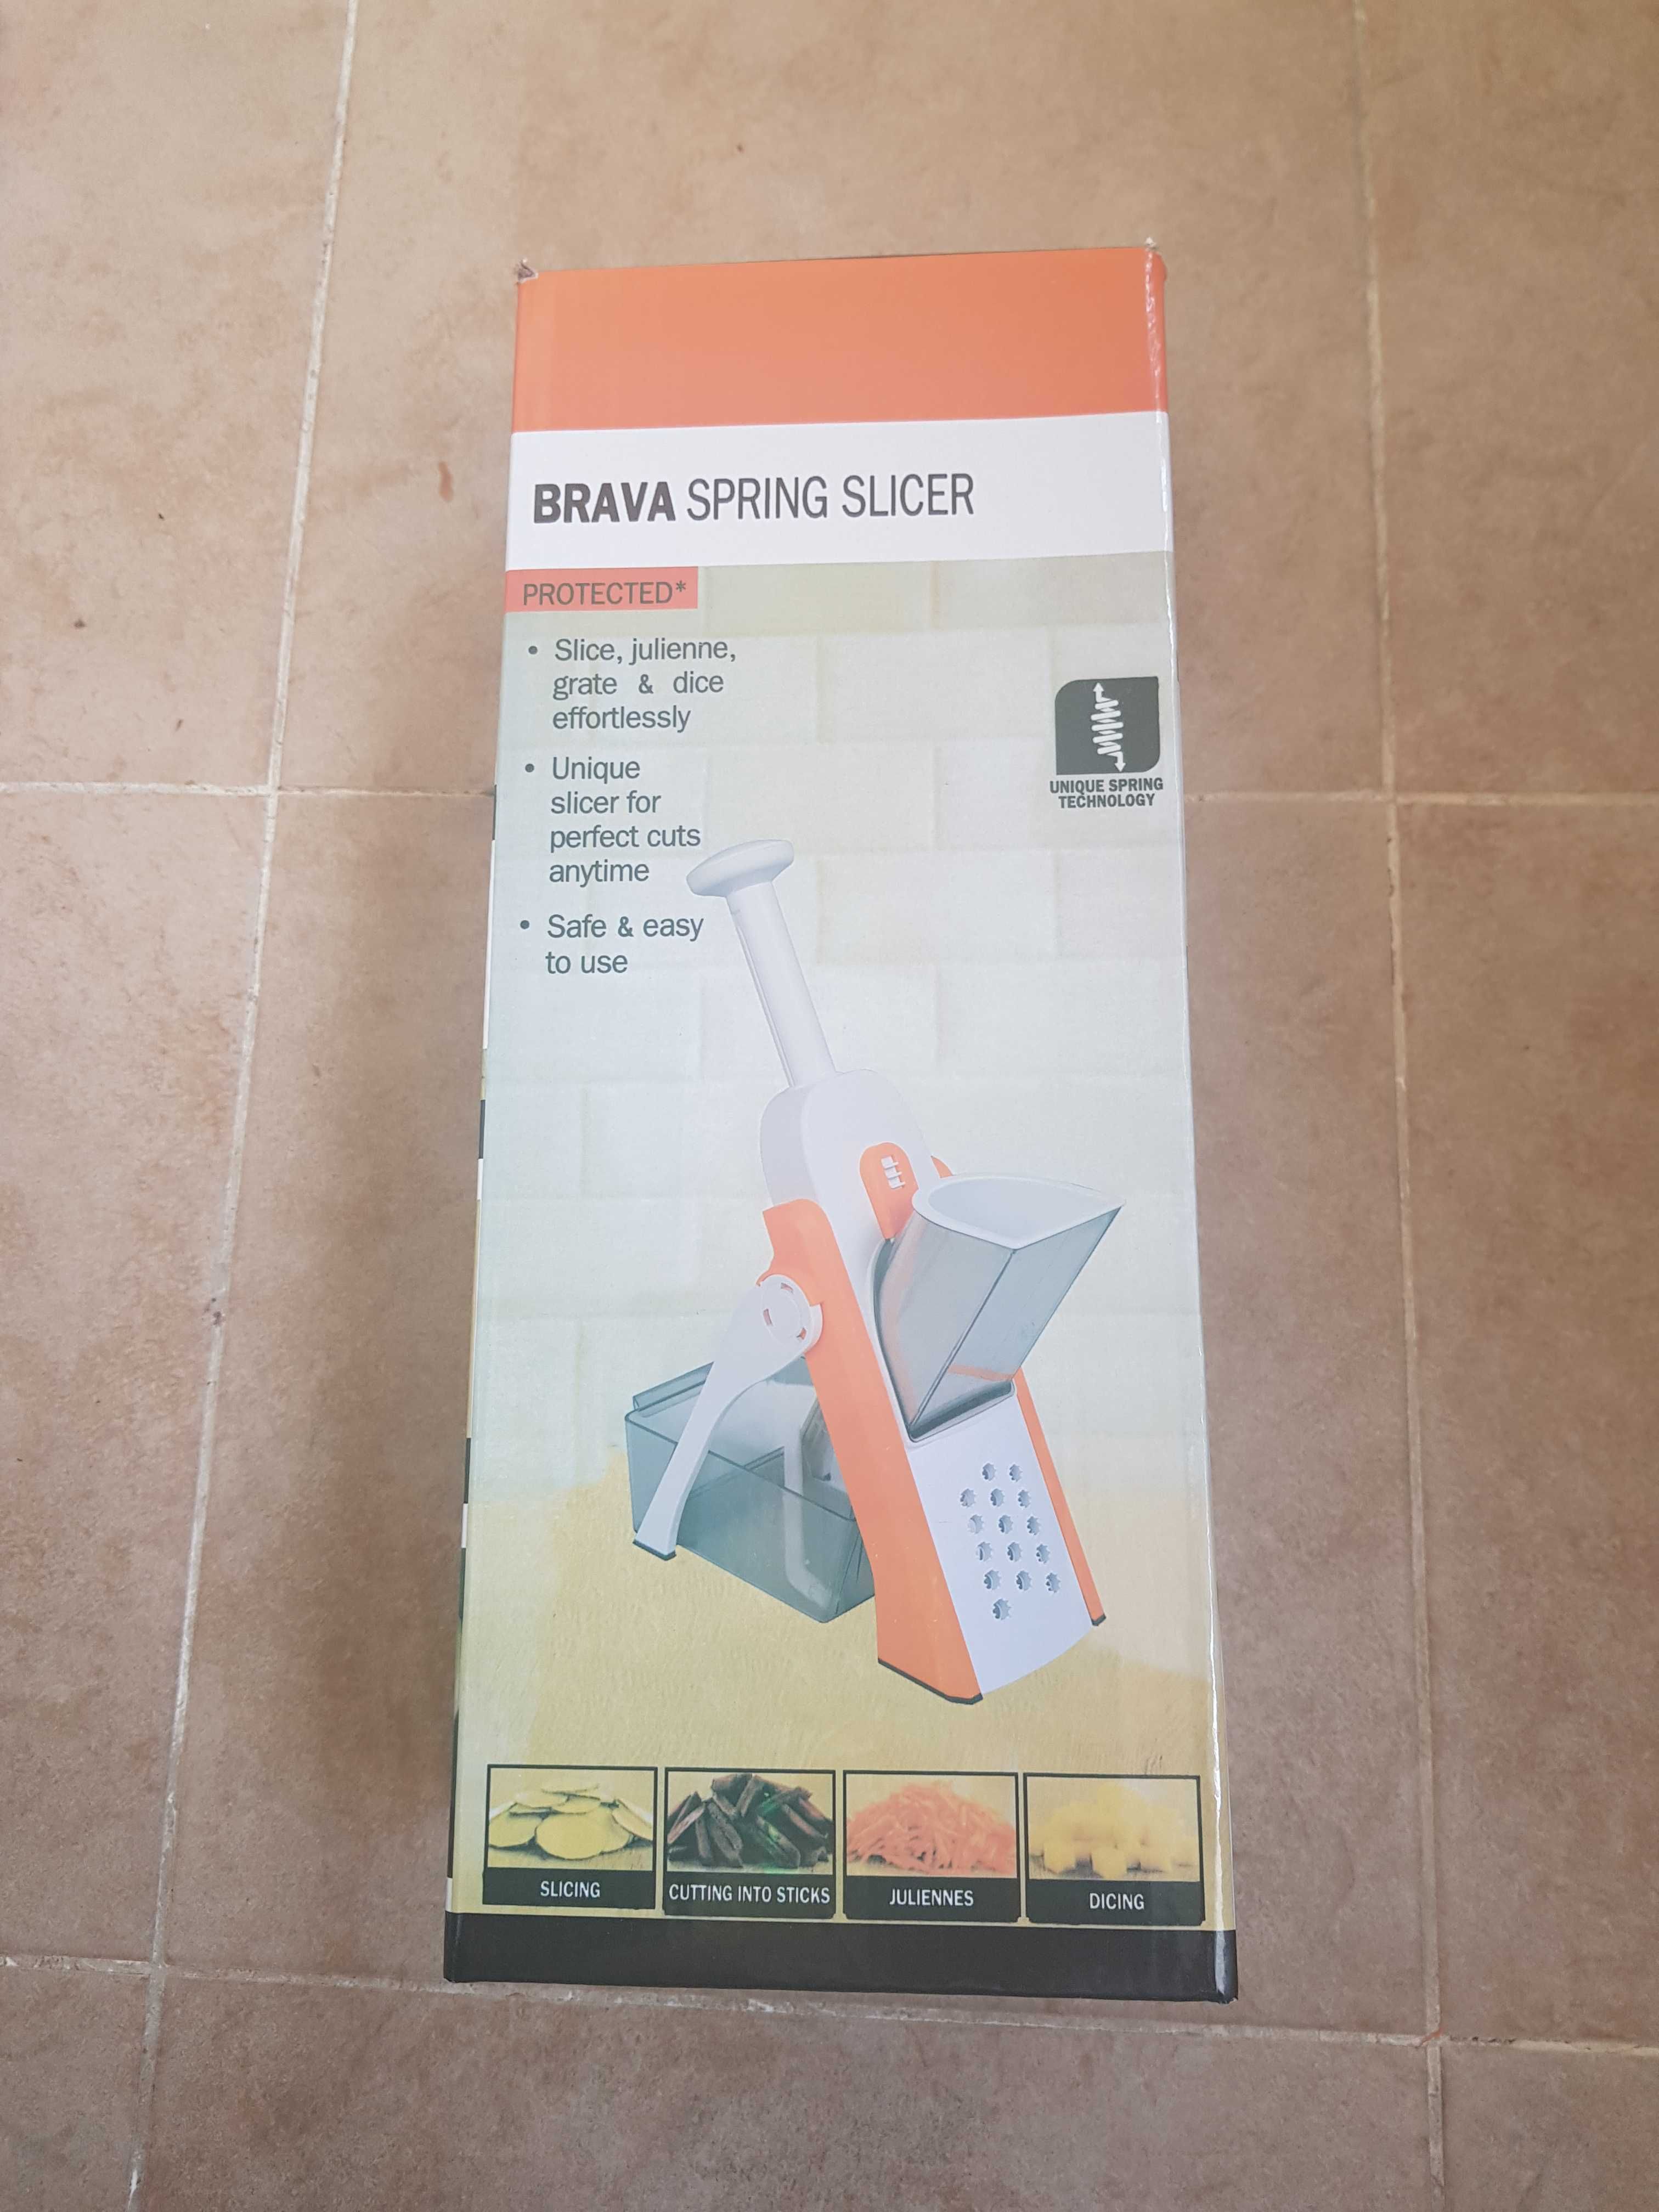 BRAVA SPRING SLICER
PROTECTED*
• Slice, julienne,
grate & dice
effortlessly
• Unique
slicer for
perfect cuts
anytime
• Safe & easy
to use
UNIQUE SPRING
TECHNOLOGY
SLICING
CUTTING INTO STICKS
JULIENNES
DICING